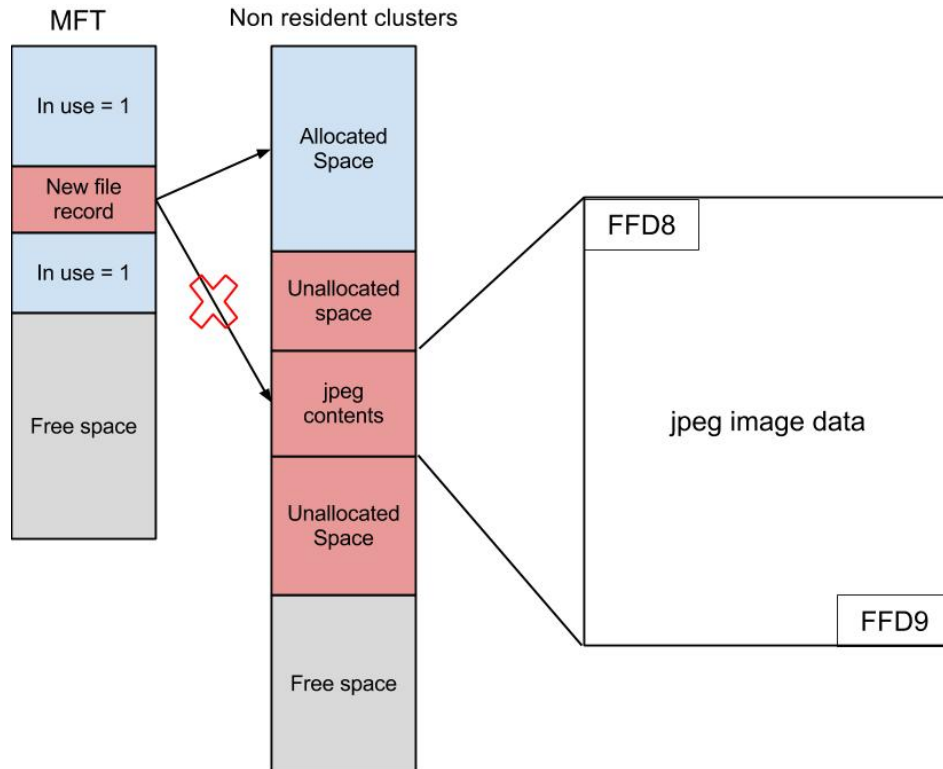 MFT
Non resident clusters
In use = 1
New file
record
In use = 1
Free space
Allocated
Space
Unallocated
space
jpeg
contents
Unallocated
Space
Free space
FFD8
jpeg image data
FFD9